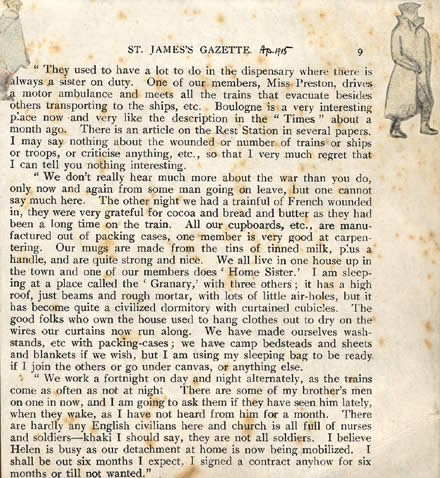 ST. JAMES'S GAZETTE. Apr 1915 9
" They used to have a lot to do in the dispensary where there is
always a sister on duty. One of our members, Miss Preston, drives
a motor ambulance and meets all the trains that evacuate besides
others transporting to the ships, etc. Boulogne is a very interesting
place now and very like the description in the " Times " about a
month ago. There is an article on the Rest Station in several papers.
I may say nothing about the wounded or number of trains or ships
or troops, or criticise anything, etc., so that I very much regret that
I can tell you nothing interesting.
" We don't really hear much more about the war than you do,
only now and again from some man going on leave, but one cannot
say much here. The other night we had a trainful of French wounded
in, they were very grateful for cocoa and bread and butter as they had
been a long time on the train. All our cupboards, etc., are manu-
factured out of packing cases, one member is very good at carpen-
tering. Our mugs are made from the tins of tinned milk, plus a
handle, and are quite strong and nice. We all live in one house up in
the town and one of our members does ' Home Sister.' I am sleep-
ing at a place called the ' Granary,' with three others ; it has a high
roof, just beams and rough mortar, with lots of little air-holes, but it
has become quite a civilized dormitory with curtained cubicles. The
good folks who own the house used to hang clothes out to dry on the
wires our curtains now run along. We have made ourselves wash-
stands, etc with packing-cases ; we have camp bedsteads and sheets
and blankets if we wish, but I am using my sleeping bag to be ready
if I join the others or go under canvas, or anything else.
" We work a fortnight on day and night alternately, as the trains
come as often as not at night There are some of my brother's men
on one in now, and I am going to ask them if they have seen him lately,
when they wake, as I have not heard from him for a month. There
are hardly any English civilians here and church is all full of nurses
and soldiers—khaki I should say, they are not all soldiers. I believe
Helen is busy as our detachment at home is now being mobilized. I
shall be out six months I expect. I signed a contract anyhow for six
months or till not wanted."